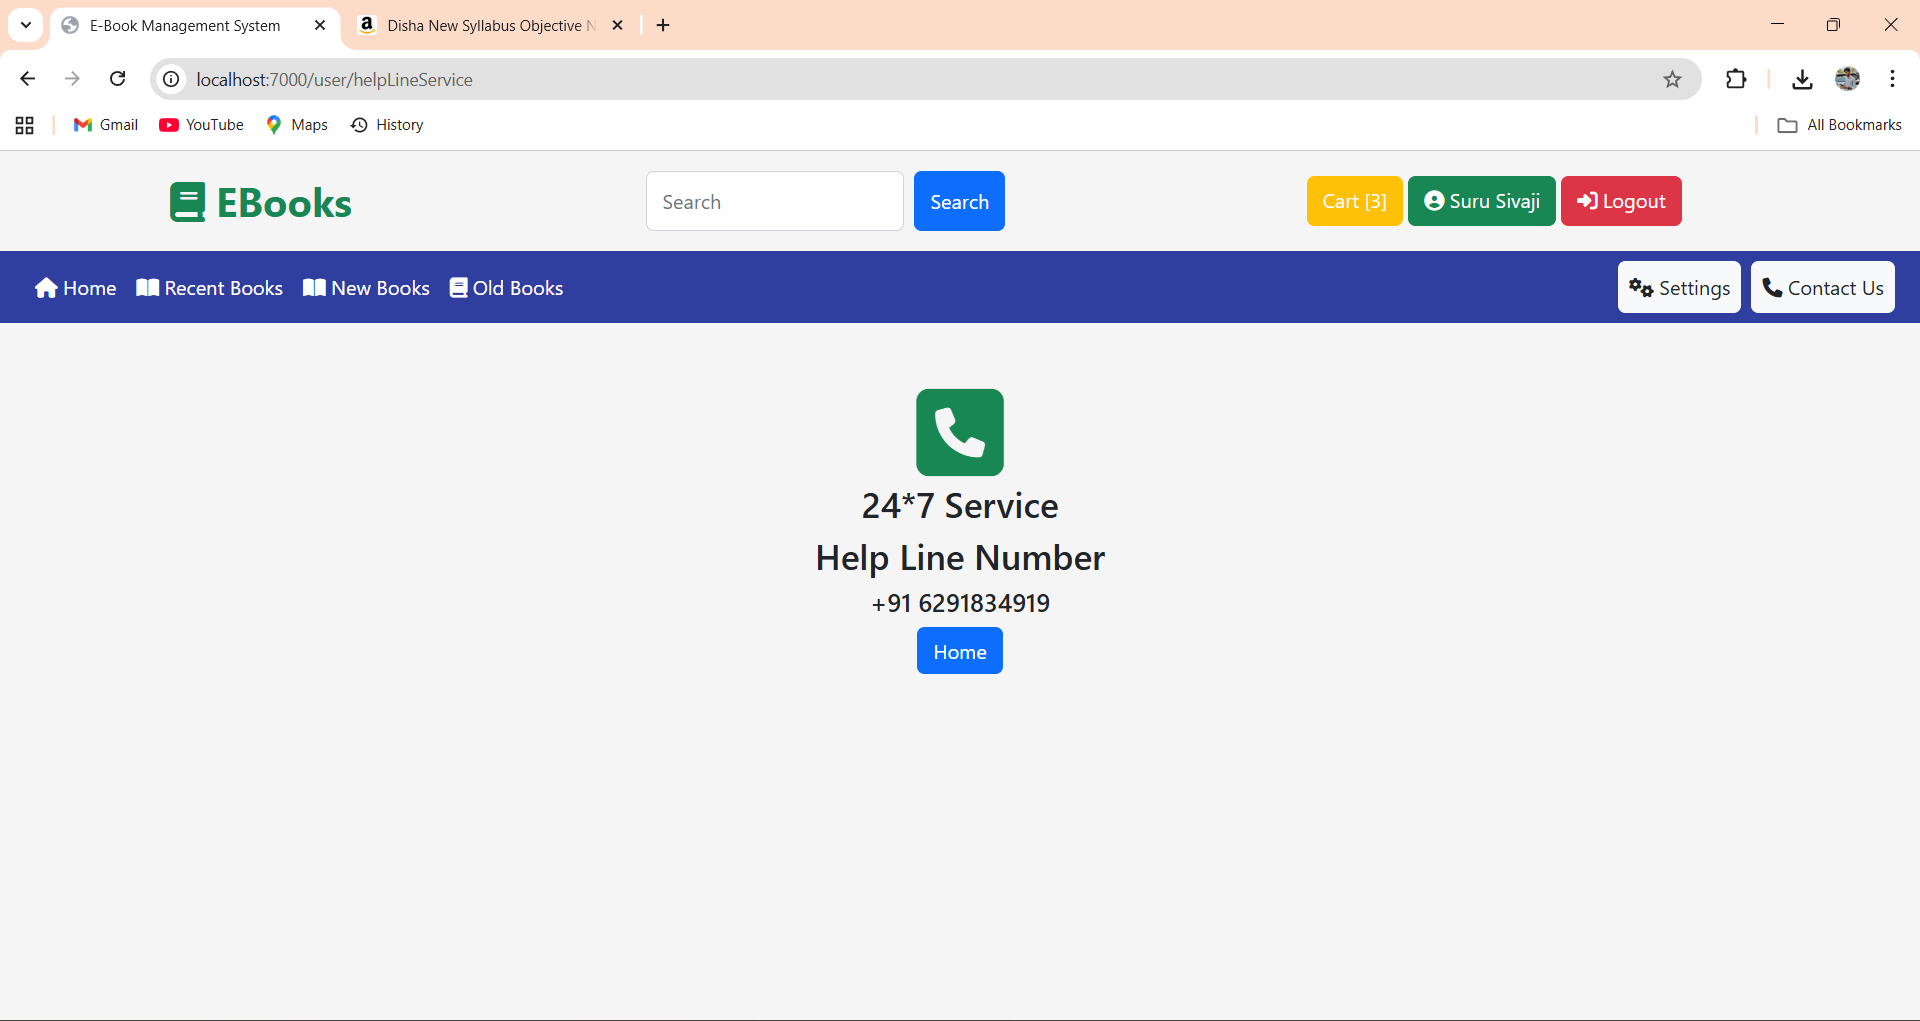 E-Book Management System
Disha New Syllabus Objective N
localhost:7000/user/helpLineService
Gmail YouTube Maps History All Bookmarks
EBooks Search Search Cart [3] Suru Sivaji Logout
Home Recent Books New Books Old Books Settings Contact Us
24*7 Service
Help Line Number
+91 6291834919
Home